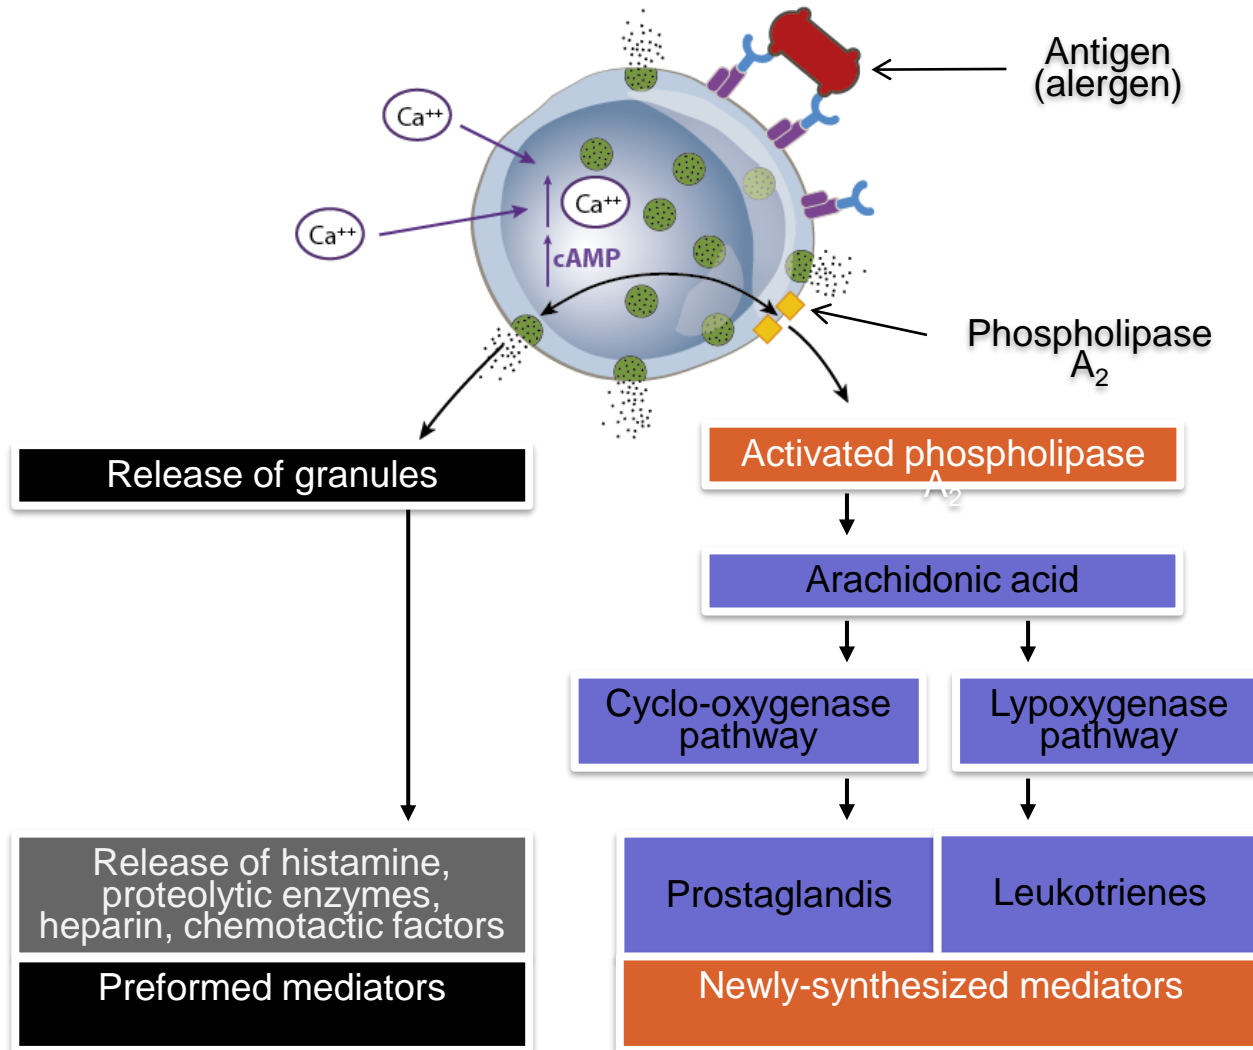 Antigen
(alergen)
Ca⁺⁺
Ca⁺⁺
Ca⁺⁺
cAMP
Phospholipase
A₂
Release of granules
Activated phospholipase
A₂
Arachidonic acid
Cyclo-oxygenase
pathway
Lypoxygenase
pathway
Release of histamine,
proteolytic enzymes,
heparin, chemotactic factors
Prostaglandis
Leukotrienes
Preformed mediators
Newly-synthesized mediators